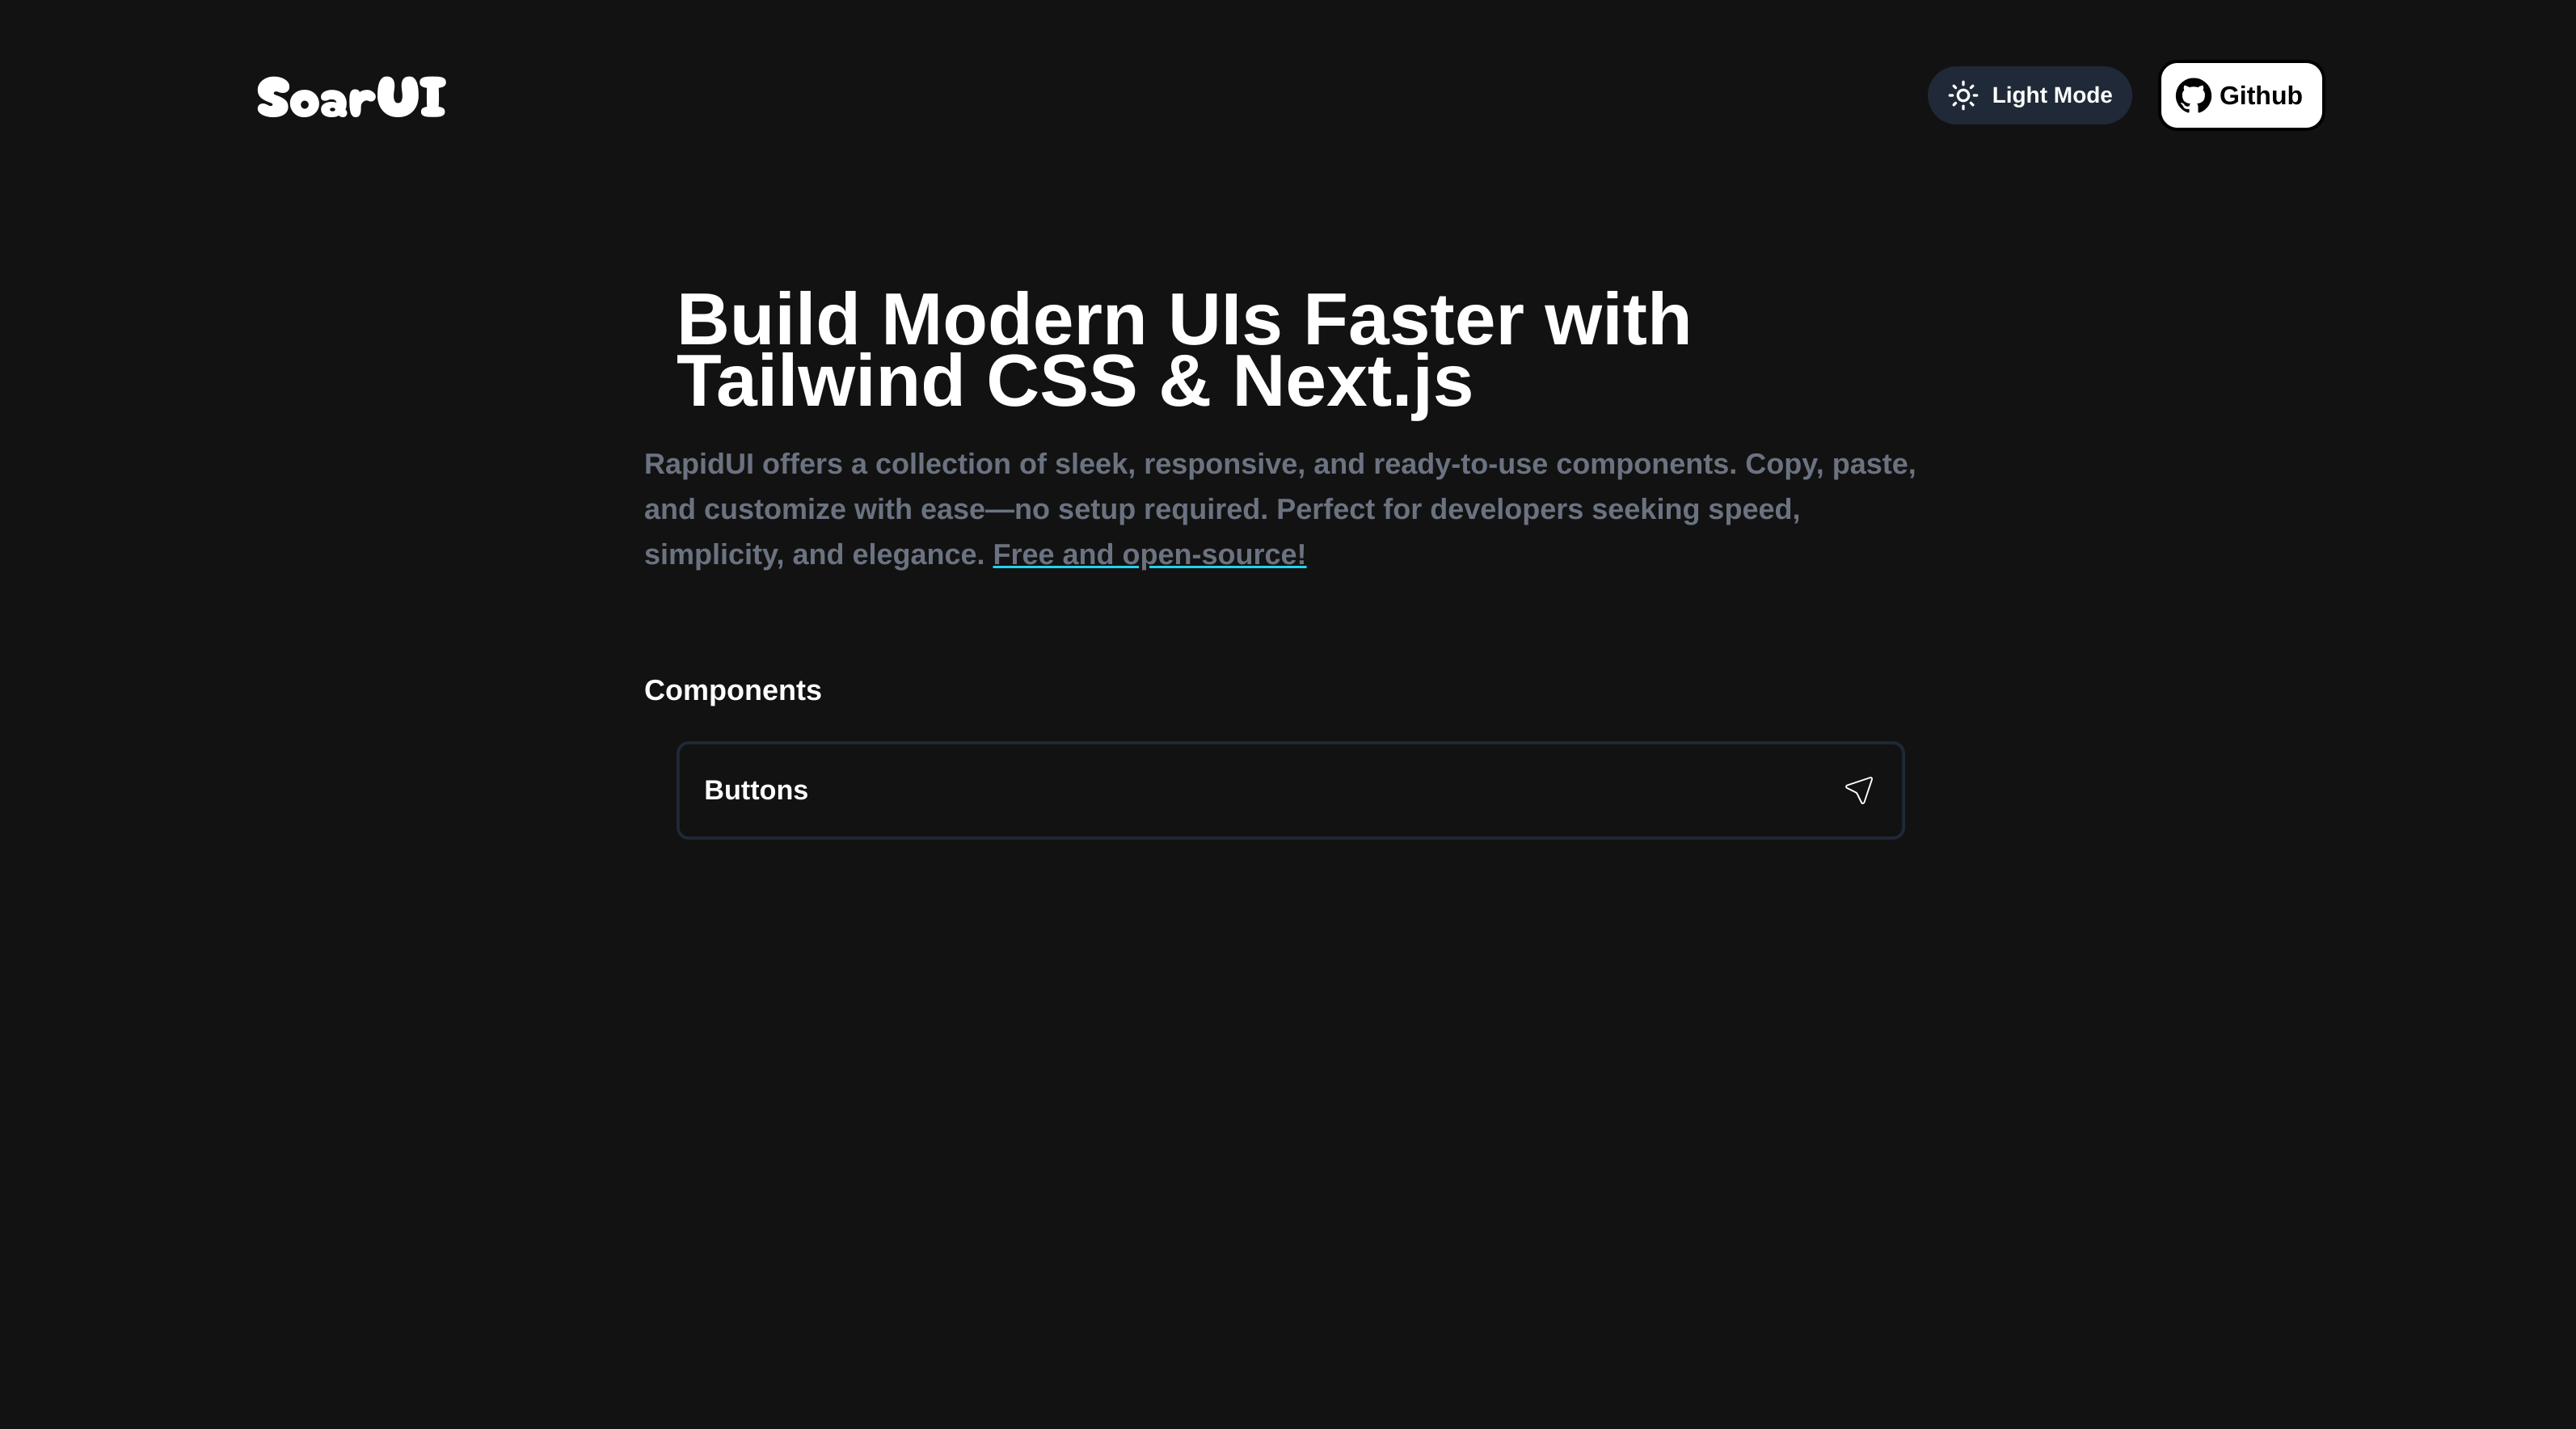 SoarUI
Light Mode
Github
Build Modern UIs Faster with
Tailwind CSS & Next.js
RapidUI offers a collection of sleek, responsive, and ready-to-use components. Copy, paste,
and customize with ease—no setup required. Perfect for developers seeking speed,
simplicity, and elegance. Free and open-source!
Components
Buttons